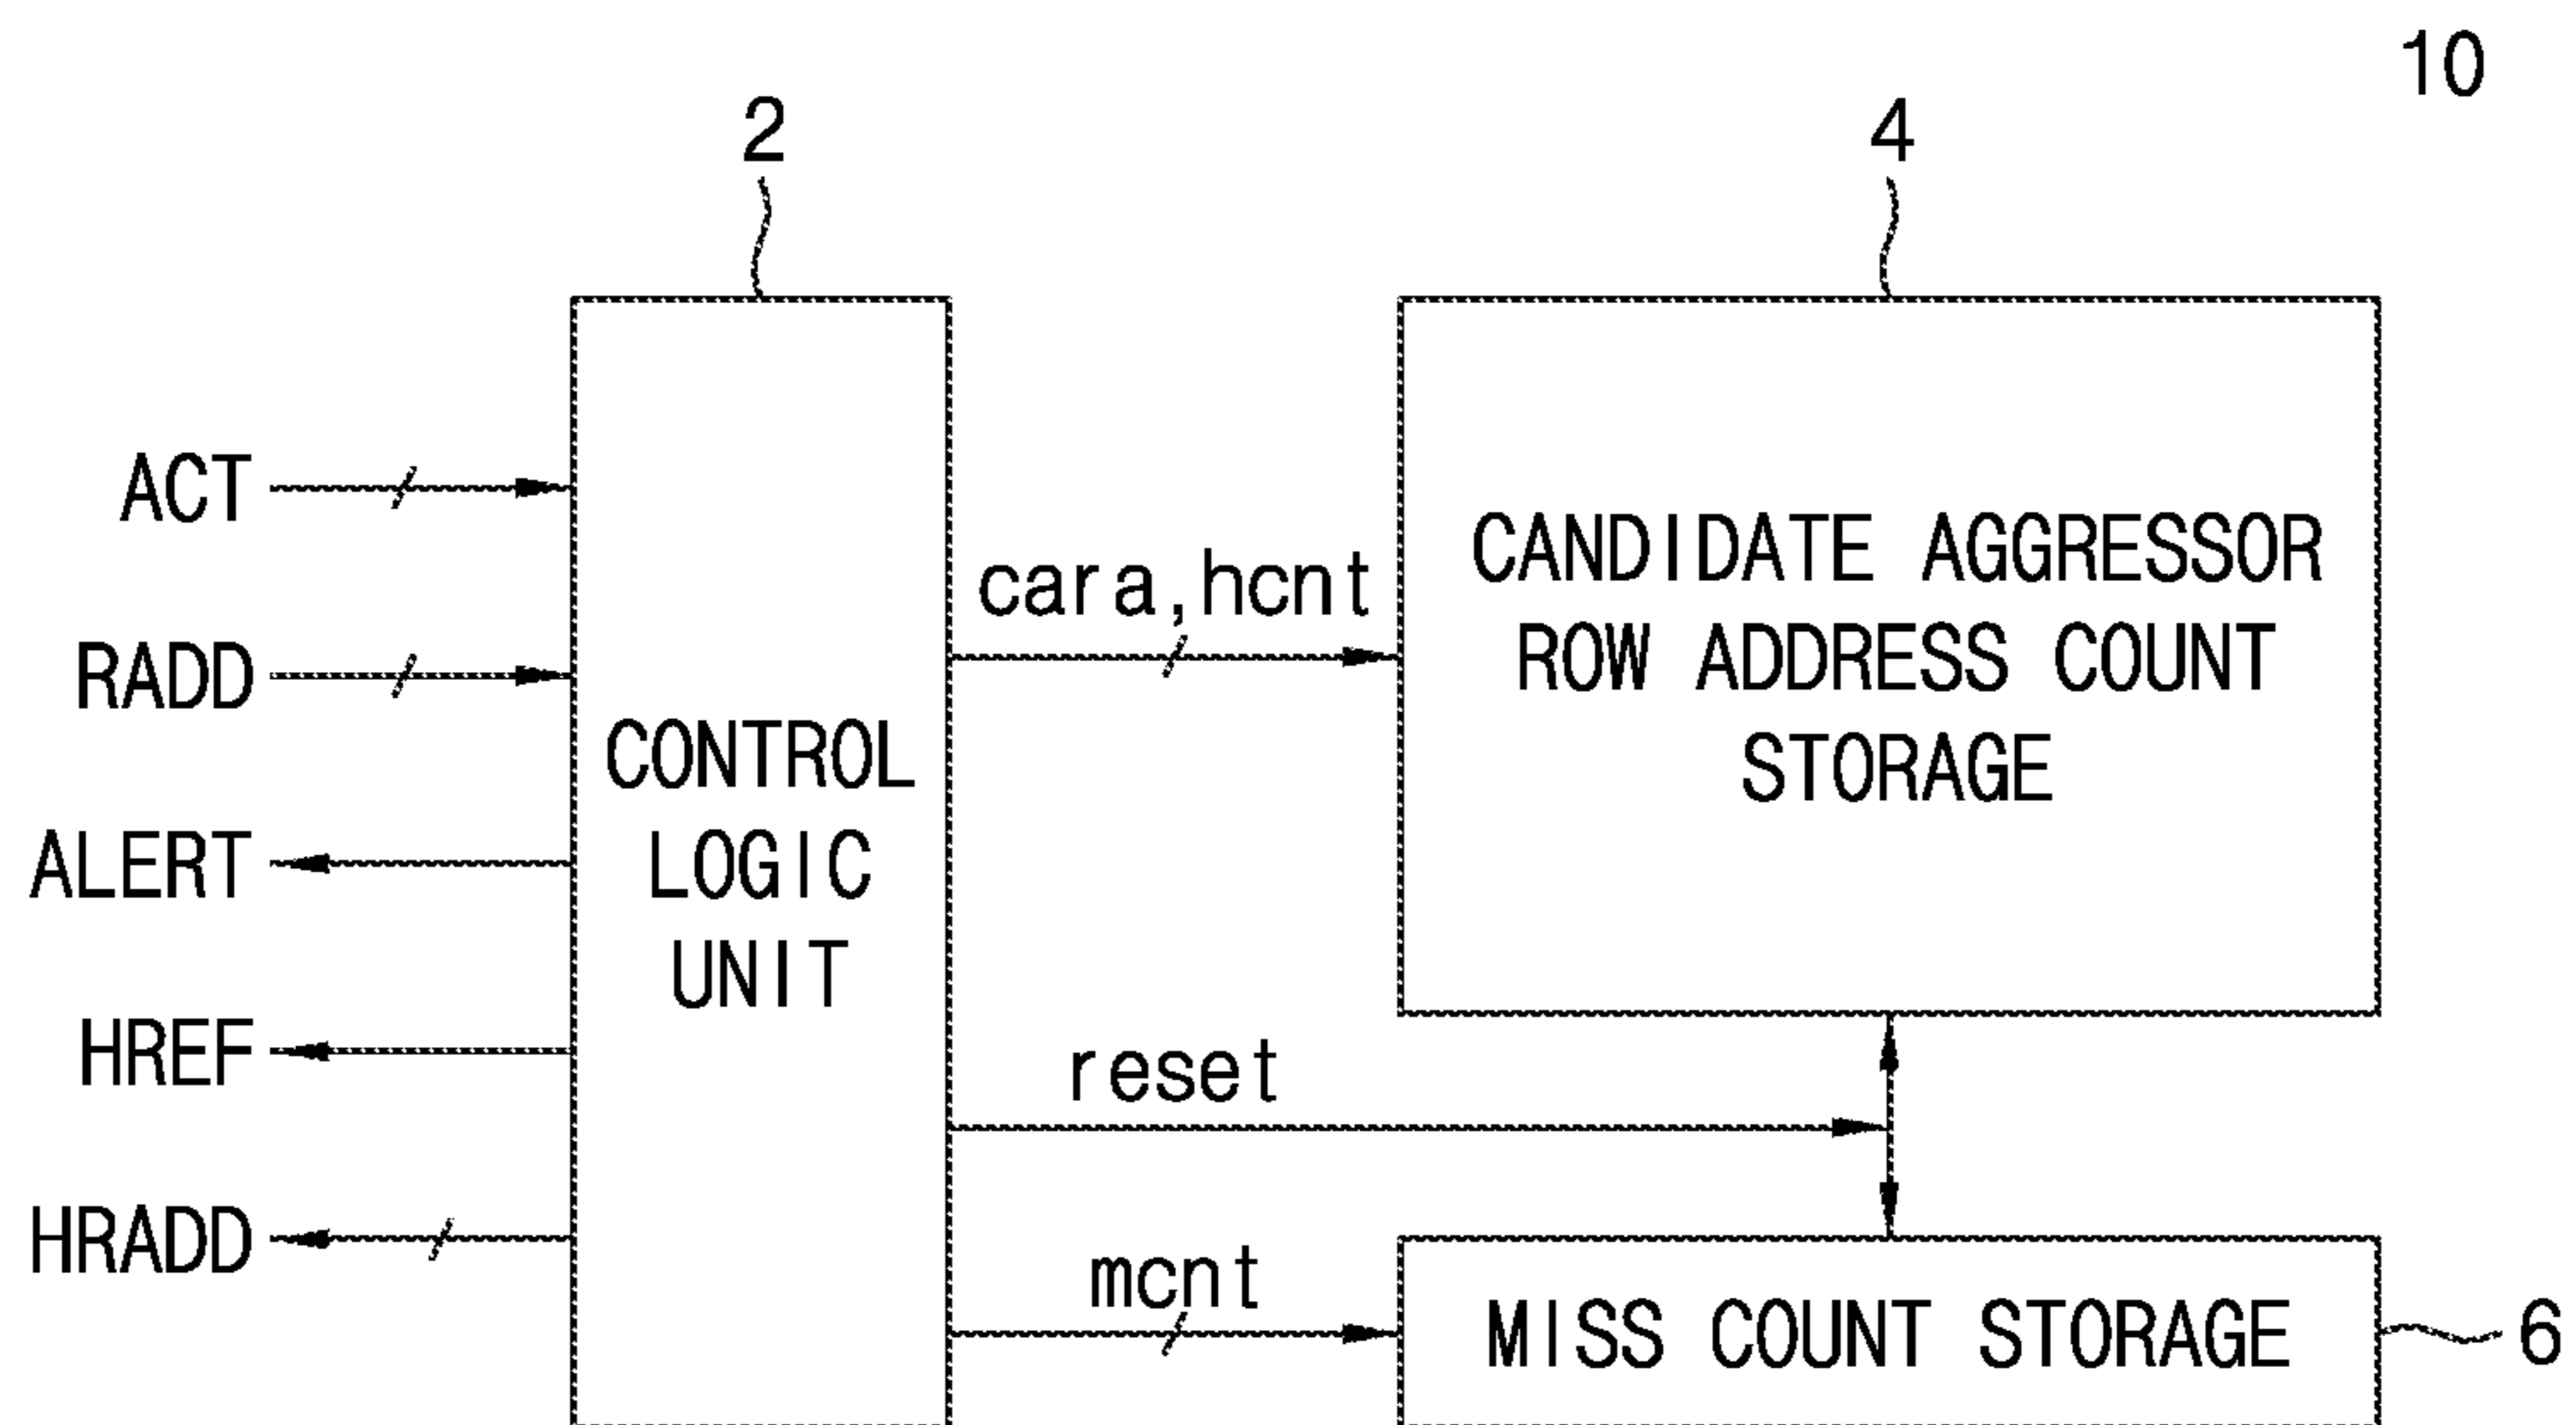 10
2
4
ACT
RADD
ALERT
HREF
HRADD
CONTROL
LOGIC
UNIT
cara,hcnt
reset
mcnt
CANDIDATE AGGRESSOR
ROW ADDRESS COUNT
STORAGE
MISS COUNT STORAGE
6